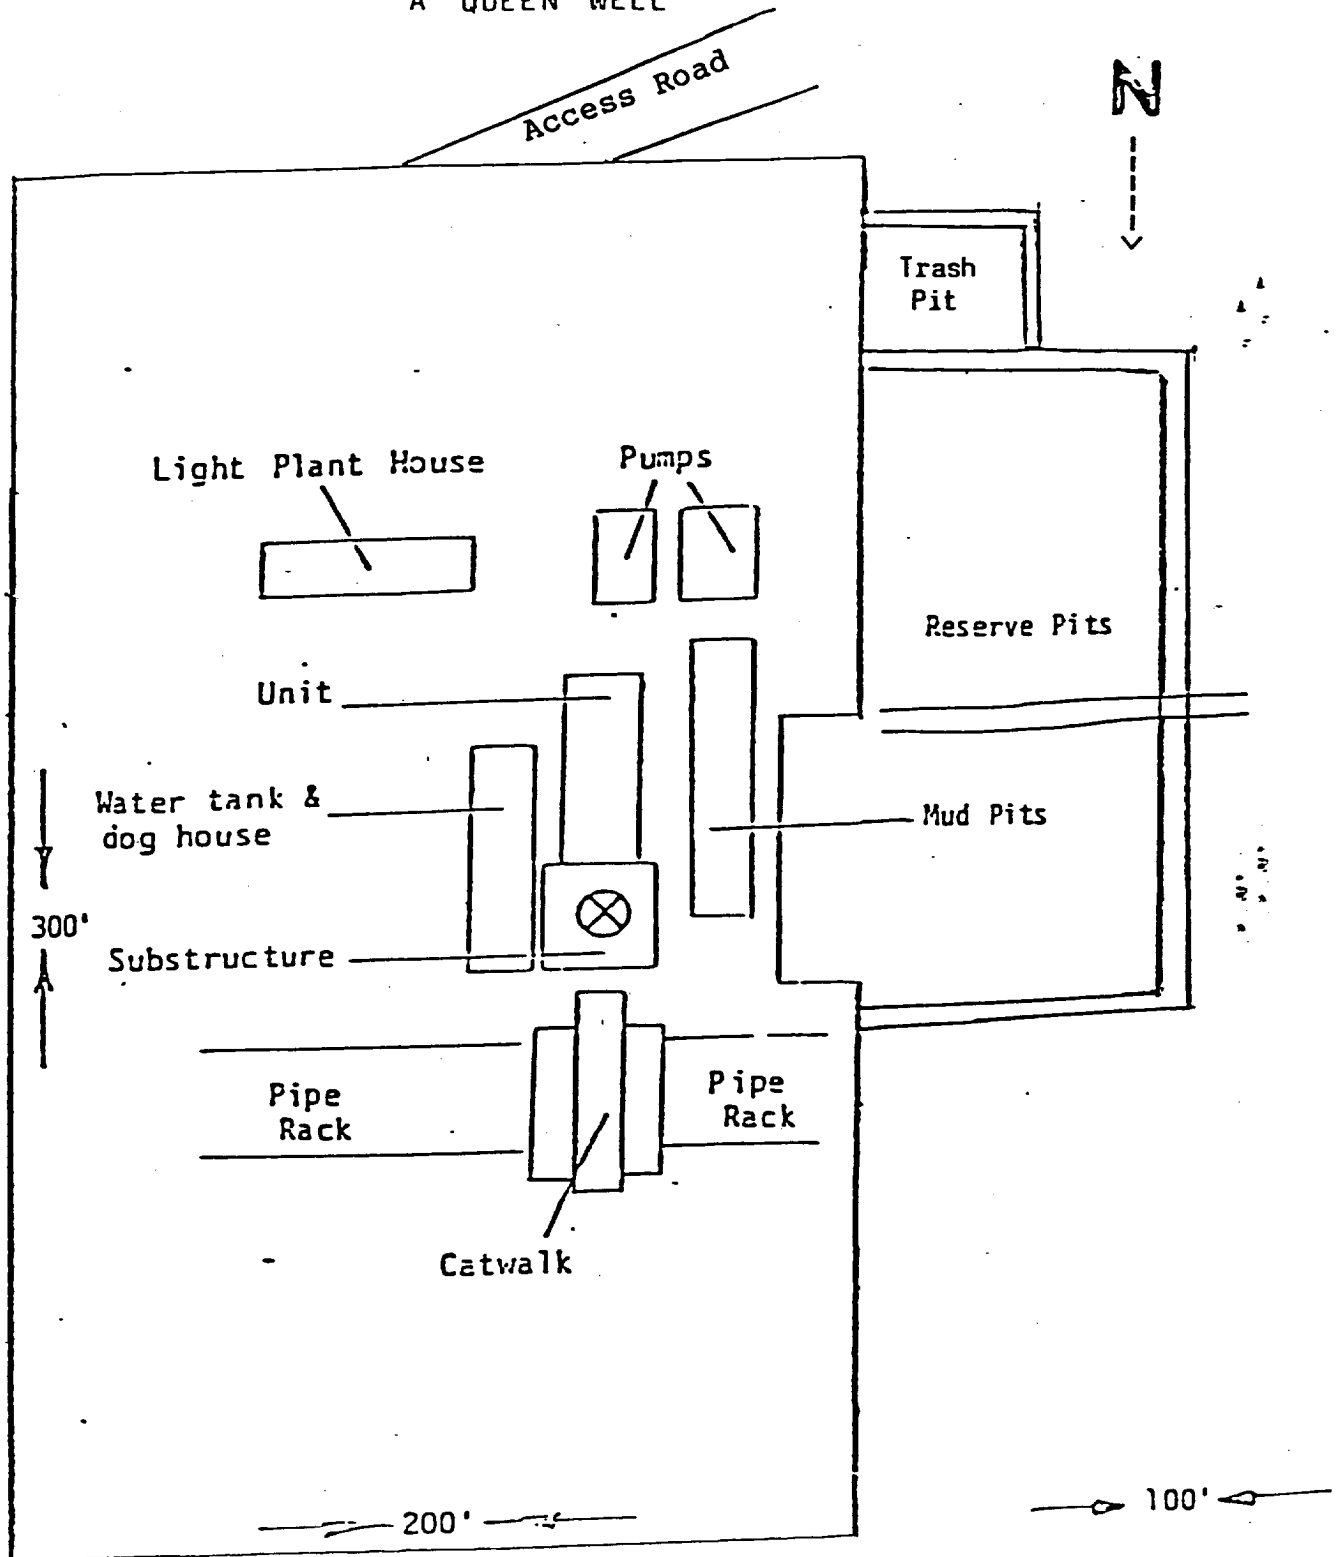 A QUEEN WELL
Access Road
N
Trash
Pit
Light Plant House
Pumps
Reserve Pits
Unit
Water tank &
dog house
Mud Pits
300'
Substructure
Pipe
Rack
Pipe
Rack
Catwalk
200'
100'